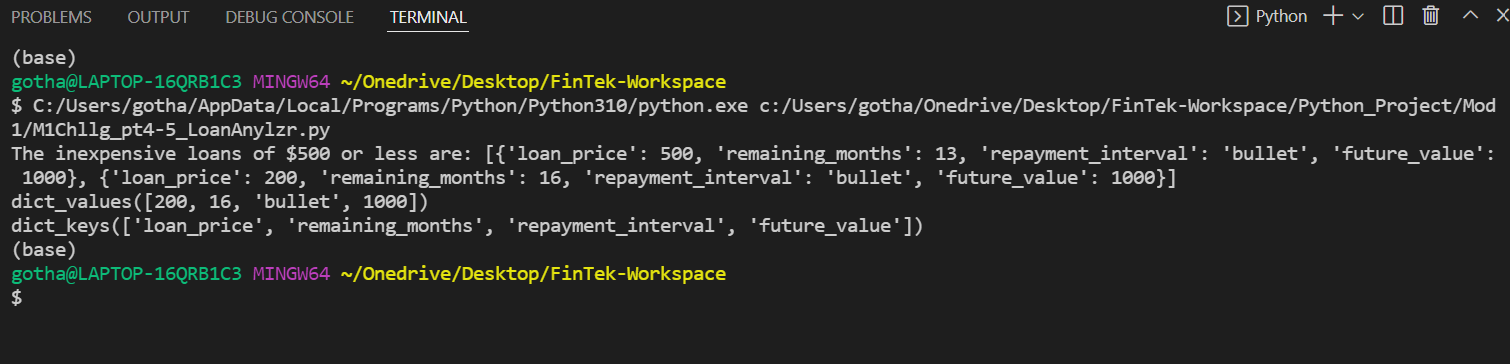 PROBLEMS OUTPUT DEBUG CONSOLE TERMINAL Python
(base)
gotha@LAPTOP-16QRB1C3 MINGW64 ~/Onedrive/Desktop/FinTek-Workspace
$ C:/Users/gotha/AppData/Local/Programs/Python/Python310/python.exe c:/Users/gotha/Onedrive/Desktop/FinTek-Workspace/Python_Project/Mod
1/M1Chllg_pt4-5_LoanAnylzr.py
The inexpensive loans of $500 or less are: [{'loan_price': 500, 'remaining_months': 13, 'repayment_interval': 'bullet', 'future_value':
1000}, {'loan_price': 200, 'remaining_months': 16, 'repayment_interval': 'bullet', 'future_value': 1000}]
dict_values([200, 16, 'bullet', 1000])
dict_keys(['loan_price', 'remaining_months', 'repayment_interval', 'future_value'])
(base)
gotha@LAPTOP-16QRB1C3 MINGW64 ~/Onedrive/Desktop/FinTek-Workspace
$